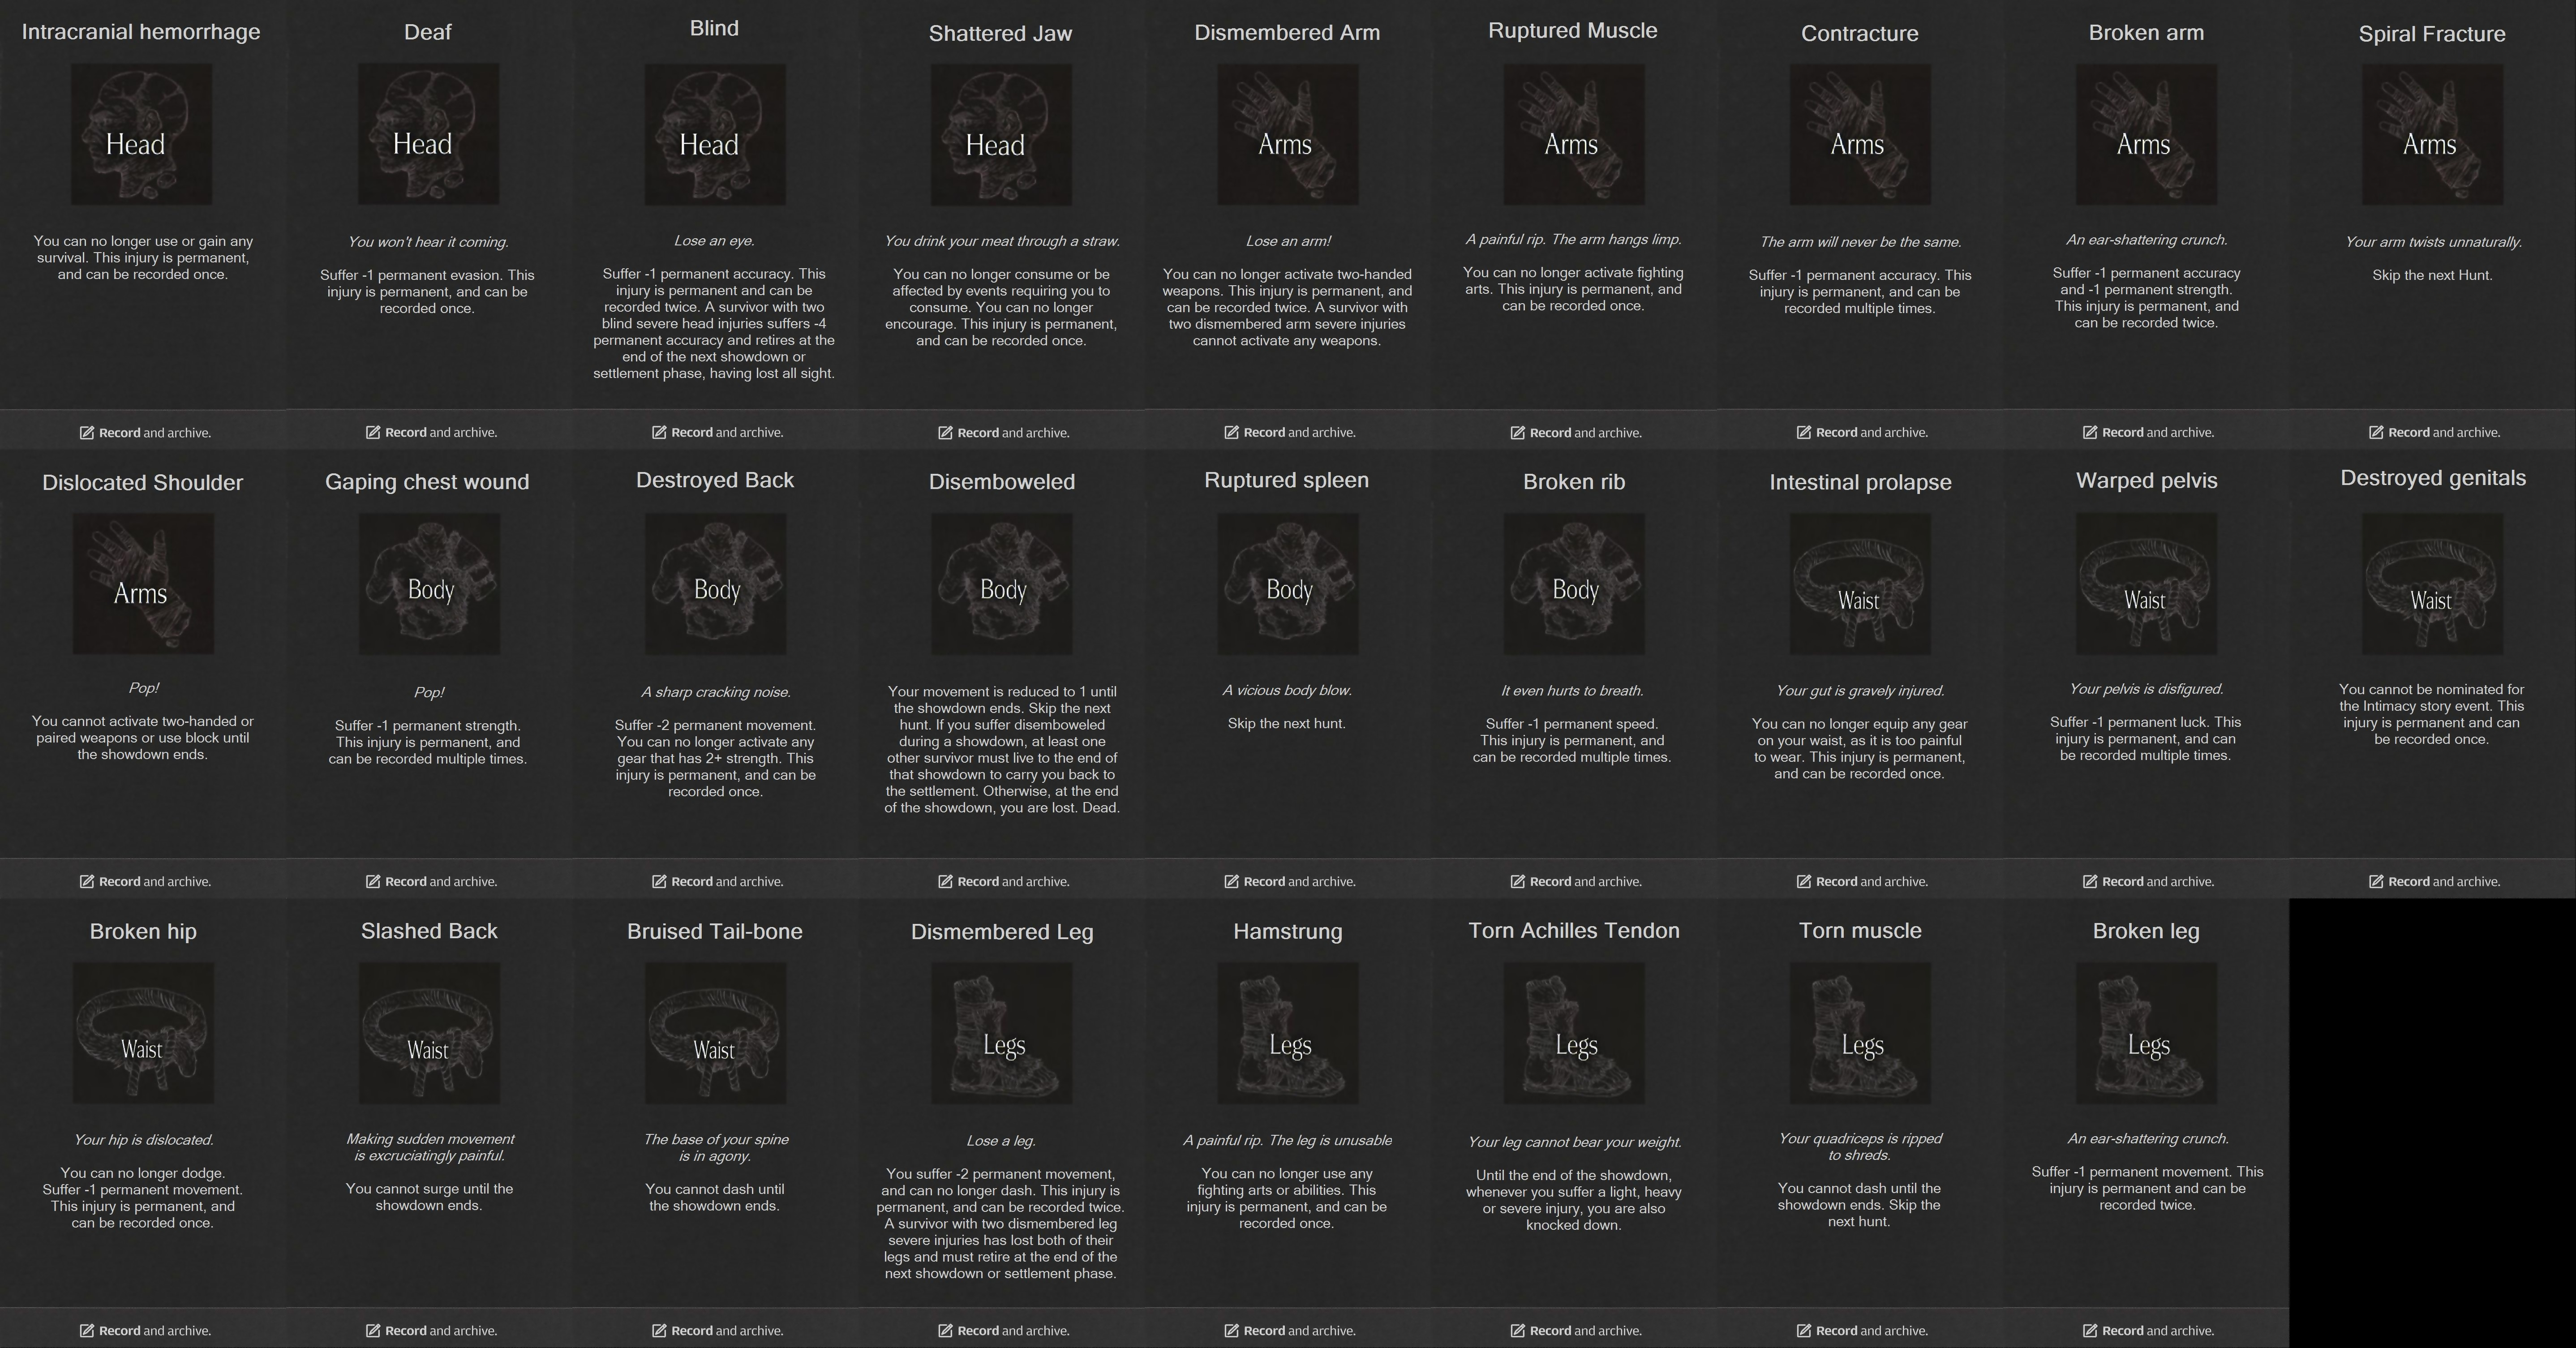 Intracranial hemorrhage
Head
You can no longer use or gain any
survival. This injury is permanent,
and can be recorded once.
Record and archive.
Deaf
Head
You won't hear it coming.
Suffer -1 permanent evasion. This
injury is permanent, and can be
recorded once.
Record and archive.
Blind
Head
Lose an eye.
Suffer -1 permanent accuracy. This
injury is permanent and can be
recorded twice. A survivor with two
blind severe head injuries suffers -4
permanent accuracy and retires at the
end of the next showdown or
settlement phase, having lost all sight.
Record and archive.
Shattered Jaw
Head
You drink your meat through a straw.
You can no longer consume or be
affected by events requiring you to
consume. You can no longer
encourage. This injury is permanent,
and can be recorded once.
Record and archive.
Dismembered Arm
Arms
Lose an arm!
You can no longer activate two-handed
weapons. This injury is permanent, and
can be recorded twice. A survivor with
two dismembered arm severe injuries
cannot activate any weapons.
Record and archive.
Ruptured Muscle
Arms
A painful rip. The arm hangs limp.
You can no longer activate fighting
arts. This injury is permanent, and
can be recorded once.
Record and archive.
Contracture
Arms
The arm will never be the same.
Suffer -1 permanent accuracy. This
injury is permanent, and can be
recorded multiple times.
Record and archive.
Broken arm
Arms
An ear-shattering crunch.
Suffer -1 permanent accuracy
and -1 permanent strength.
This injury is permanent, and
can be recorded twice.
Record and archive.
Spiral Fracture
Arms
Your arm twists unnaturally.
Skip the next Hunt.
Record and archive.
Dislocated Shoulder
Arms
Pop!
You cannot activate two-handed or
paired weapons or use block until
the showdown ends.
Record and archive.
Gaping chest wound
Body
Pop!
Suffer -1 permanent strength.
This injury is permanent, and
can be recorded multiple times.
Record and archive.
Destroyed Back
Body
A sharp cracking noise.
Suffer -2 permanent movement.
You can no longer activate any
gear that has 2+ strength. This
injury is permanent, and can be
recorded once.
Record and archive.
Disemboweled
Body
Your movement is reduced to 1 until
the showdown ends. Skip the next
hunt. If you suffer disemboweled
during a showdown, at least one
other survivor must live to the end of
that showdown to carry you back to
the settlement. Otherwise, at the end
of the showdown, you are lost. Dead.
Record and archive.
Ruptured spleen
Body
A vicious body blow.
Skip the next hunt.
Record and archive.
Broken rib
Body
It even hurts to breath.
Suffer -1 permanent speed.
This injury is permanent, and
can be recorded multiple times.
Record and archive.
Intestinal prolapse
Waist
Your gut is gravely injured.
You can no longer equip any gear
on your waist, as it is too painful
to wear. This injury is permanent,
and can be recorded once.
Record and archive.
Warped pelvis
Waist
Your pelvis is disfigured.
Suffer -1 permanent luck. This
injury is permanent, and can
be recorded multiple times.
Record and archive.
Destroyed genitals
Waist
You cannot be nominated for
the Intimacy story event. This
injury is permanent and can
be recorded once.
Record and archive.
Broken hip
Waist
Your hip is dislocated.
You can no longer dodge.
Suffer -1 permanent movement.
This injury is permanent, and
can be recorded once.
Record and archive.
Slashed Back
Waist
Making sudden movement
is excruciatingly painful.
You cannot surge until the
showdown ends.
Record and archive.
Bruised Tail-bone
Waist
The base of your spine
is in agony.
You cannot dash until
the showdown ends.
Record and archive.
Dismembered Leg
Legs
Lose a leg.
You suffer -2 permanent movement,
and can no longer dash. This injury is
permanent, and can be recorded twice.
A survivor with two dismembered leg
severe injuries has lost both of their
legs and must retire at the end of the
next showdown or settlement phase.
Record and archive.
Hamstrung
Legs
A painful rip. The leg is unusable
You can no longer use any
fighting arts or abilities. This
injury is permanent, and can be
recorded once.
Record and archive.
Torn Achilles Tendon
Legs
Your leg cannot bear your weight.
Until the end of the showdown,
whenever you suffer a light, heavy
or severe injury, you are also
knocked down.
Record and archive.
Torn muscle
Legs
Your quadriceps is ripped
to shreds.
You cannot dash until the
showdown ends. Skip the
next hunt.
Record and archive.
Broken leg
Legs
An ear-shattering crunch.
Suffer -1 permanent movement. This
injury is permanent and can be
recorded twice.
Record and archive.